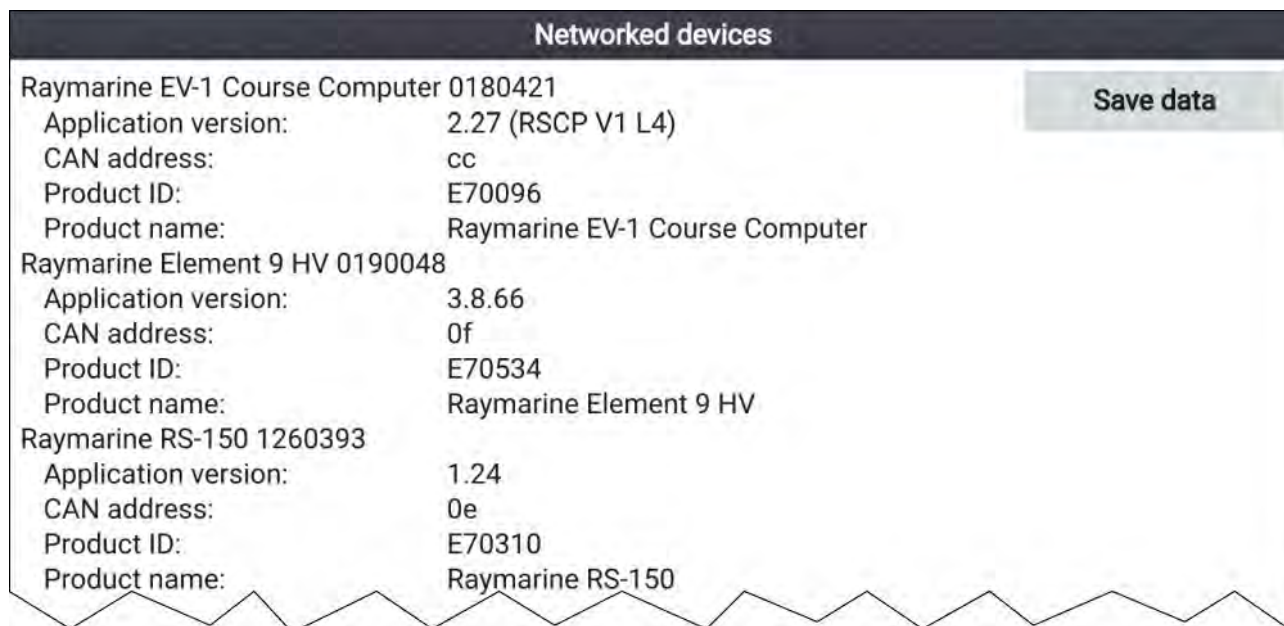 Networked devices
Raymarine EV-1 Course Computer 0180421
Save data
Application version: 2.27 (RSCP V1 L4)
CAN address: cc
Product ID: E70096
Product name: Raymarine EV-1 Course Computer
Raymarine Element 9 HV 0190048
Application version: 3.8.66
CAN address: 0f
Product ID: E70534
Product name: Raymarine Element 9 HV
Raymarine RS-150 1260393
Application version: 1.24
CAN address: 0e
Product ID: E70310
Product name: Raymarine RS-150